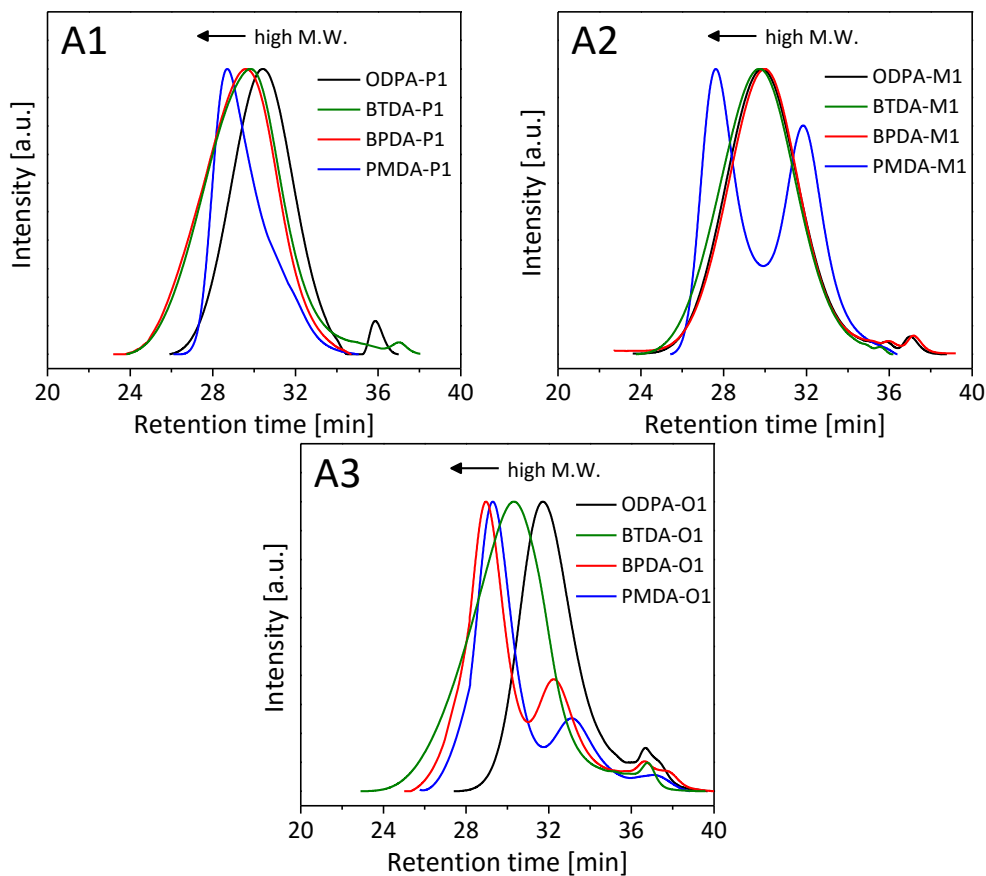 A1
high M.W.
ODPA-P1
BTDA-P1
BPDA-P1
PMDA-P1
Intensity [a.u.]
20 24 28 32 36 40
Retention time [min]
A2
high M.W.
ODPA-M1
BTDA-M1
BPDA-M1
PMDA-M1
Intensity [a.u.]
20 24 28 32 36 40
Retention time [min]
A3
high M.W.
ODPA-O1
BTDA-O1
BPDA-O1
PMDA-O1
Intensity [a.u.]
20 24 28 32 36 40
Retention time [min]